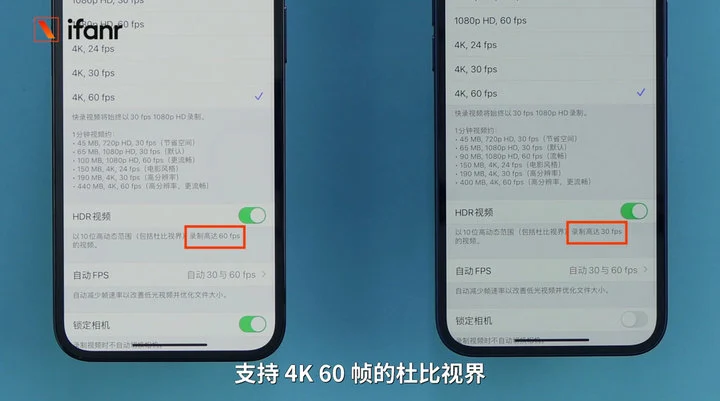 ifanr
1080p HD, 30 fps
4K, 24 fps
4K, 30 fps
4K, 60 fps
快录视频将始终以 30 fps 1080p HD 录制。
1分钟视频约:
• 45 MB, 720p HD, 30 fps（节省空间）
• 65 MB, 1080p HD, 30 fps（默认）
• 100 MB, 1080p HD, 60 fps（更流畅）
• 150 MB, 4K, 24 fps（电影风格）
• 190 MB, 4K, 30 fps（高分辨率）
• 440 MB, 4K, 60 fps（高分辨率、更流畅）
HDR 视频
以10位高动态范围（包括杜比视界）录制高达 60 fps
的视频。
自动 FPS
自动 30 与 60 fps
自动减少帧速率以改善低光视频并优化文件大小。
锁定相机
录制视频时不自动切换相机。
1080p HD, 60 fps
4K, 24 fps
4K, 30 fps
4K, 60 fps
快录视频将始终以 30 fps 1080p HD 录制。
1分钟视频约:
• 45 MB, 720p HD, 30 fps（节省空间）
• 65 MB, 1080p HD, 30 fps（默认）
• 90 MB, 1080p HD, 60 fps（流畅）
• 150 MB, 4K, 24 fps（电影风格）
• 190 MB, 4K, 30 fps（高分辨率）
• 400 MB, 4K, 60 fps（高分辨率、更流畅）
HDR 视频
以10位高动态范围（包括杜比视界）录制高达 30 fps
的视频。
自动 FPS
自动 30 与 60 fps
自动减少帧速率以改善低光视频并优化文件大小。
锁定相机
支持 4K 60 帧的杜比视界